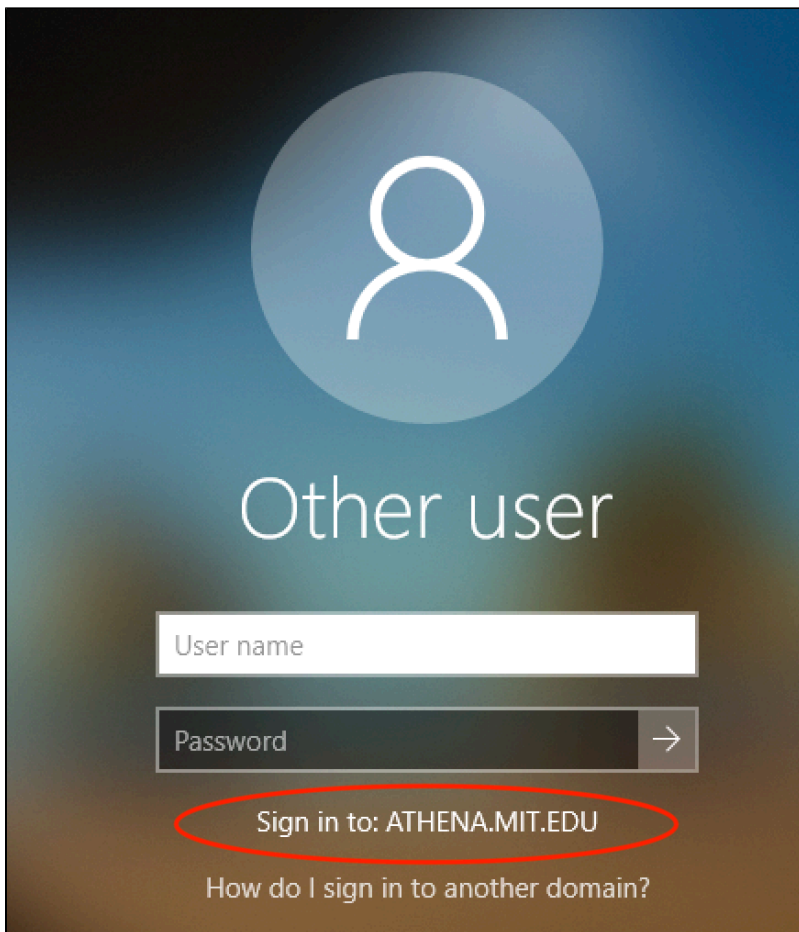 Other user
User name
Password
Sign in to: ATHENA.MIT.EDU
How do I sign in to another domain?